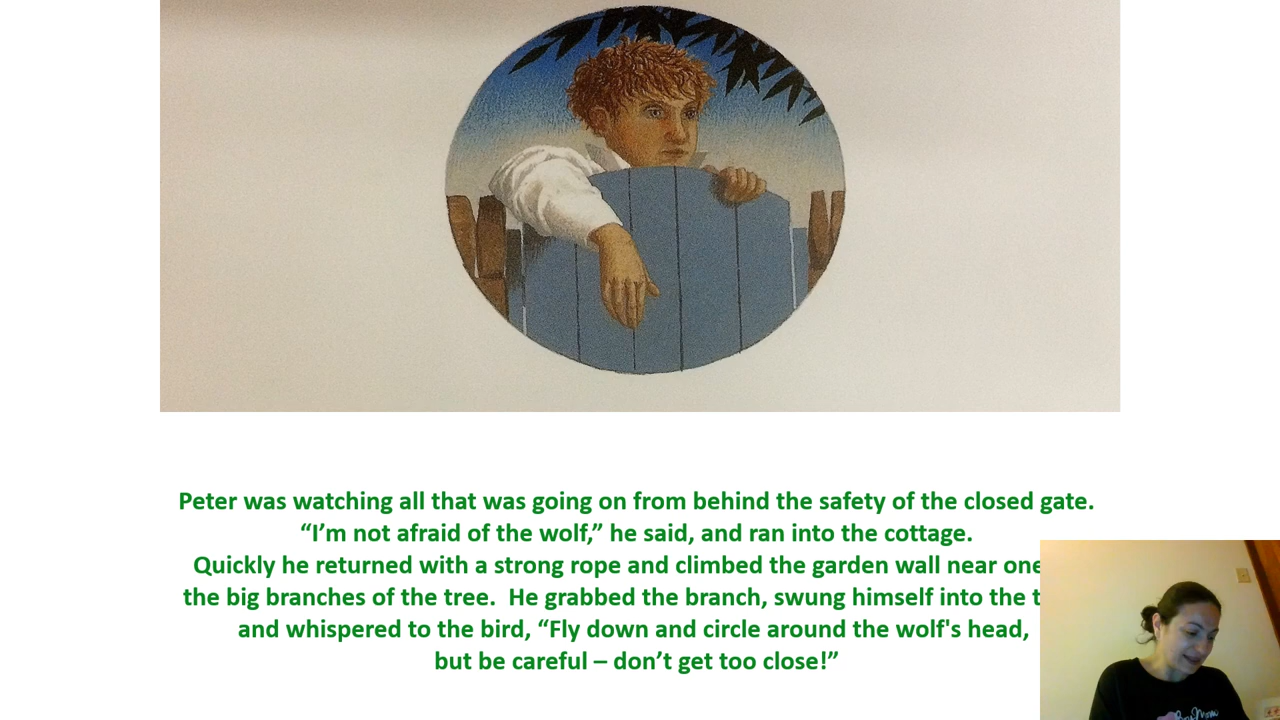 Peter was watching all that was going on from behind the safety of the closed gate.
“I’m not afraid of the wolf,” he said, and ran into the cottage.
Quickly he returned with a strong rope and climbed the garden wall near one
the big branches of the tree.  He grabbed the branch, swung himself into the
and whispered to the bird, “Fly down and circle around the wolf's head,
but be careful – don’t get too close!”
Mom